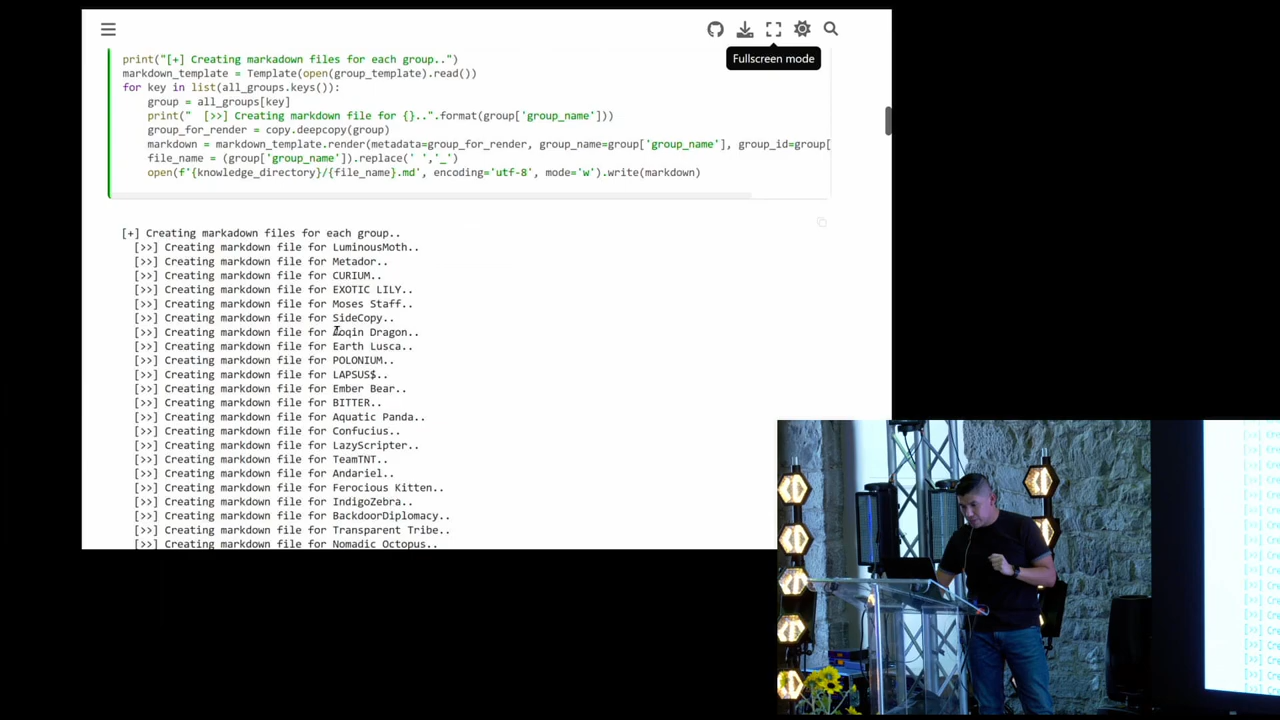 Fullscreen mode
print("[+] Creating markadown files for each group..")
markdown_template = Template(open(group_template).read())
for key in list(all_groups.keys()):
group = all_groups[key]
print("  [>>] Creating markdown file for {}..".format(group['group_name']))
group_for_render = copy.deepcopy(group)
markdown = markdown_template.render(metadata=group_for_render, group_name=group['group_name'], group_id=group[
file_name = (group['group_name']).replace(' ','_')
open(f'{knowledge_directory}/{file_name}.md', encoding='utf-8', mode='w').write(markdown)
[+] Creating markadown files for each group..
[>>] Creating markdown file for LuminousMoth..
[>>] Creating markdown file for Metador..
[>>] Creating markdown file for CURIUM..
[>>] Creating markdown file for EXOTIC LILY..
[>>] Creating markdown file for Moses Staff..
[>>] Creating markdown file for SideCopy..
[>>] Creating markdown file for Aoqin Dragon..
[>>] Creating markdown file for Earth Lusca..
[>>] Creating markdown file for POLONIUM..
[>>] Creating markdown file for LAPSUS$..
[>>] Creating markdown file for Ember Bear..
[>>] Creating markdown file for BITTER..
[>>] Creating markdown file for Aquatic Panda..
[>>] Creating markdown file for Confucius..
[>>] Creating markdown file for LazyScripter..
[>>] Creating markdown file for TeamTNT..
[>>] Creating markdown file for Andariel..
[>>] Creating markdown file for Ferocious Kitten..
[>>] Creating markdown file for IndigoZebra..
[>>] Creating markdown file for BackdoorDiplomacy..
[>>] Creating markdown file for Transparent Tribe..
[>>] Creating markdown file for Nomadic Octopus..